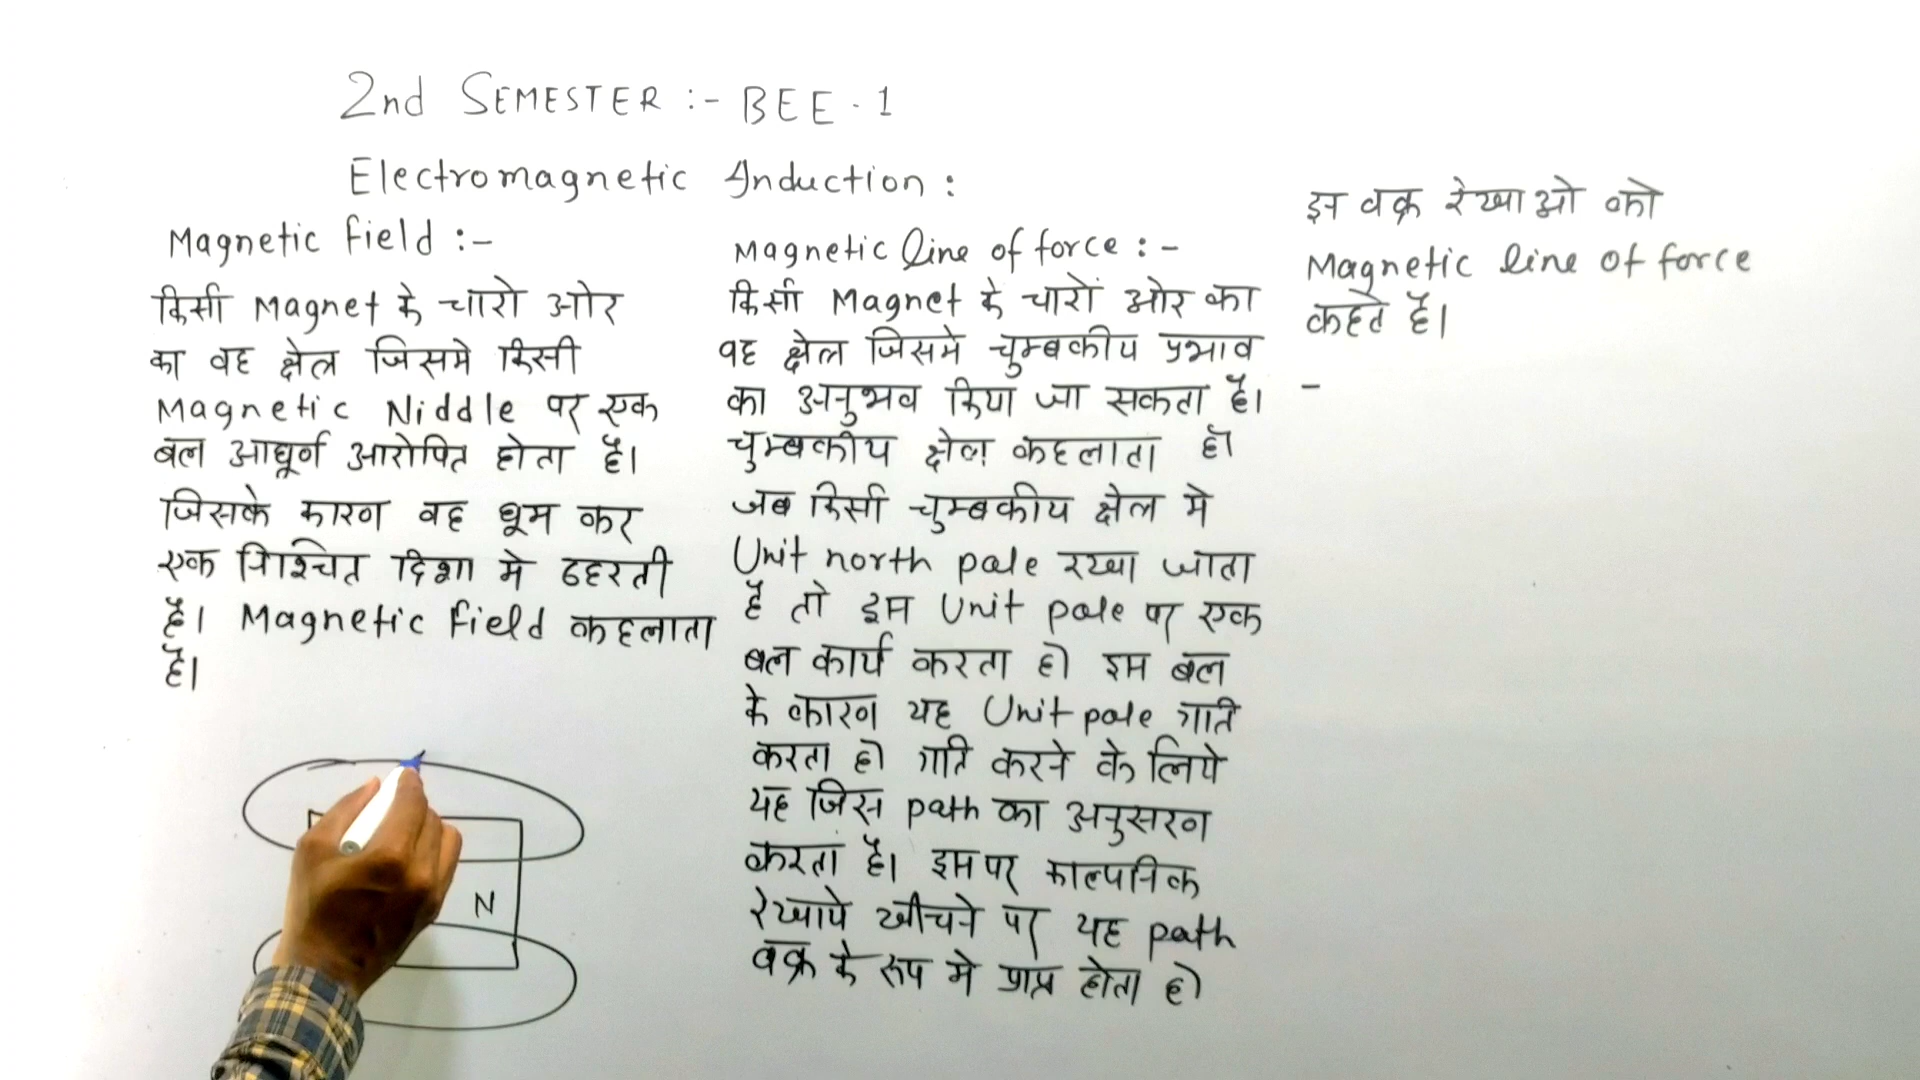 2nd SEMESTER :- BEE-1
Electromagnetic Induction :
Magnetic field :-
किसी Magnet के चारो ओर
का वह क्षेत्र जिसमे किसी
Magnetic Niddle पर एक
बल आघूर्ण आरोपित होता है।
जिसके कारण वह घूम कर
एक निश्चित दिशा मे ठहरती
है। Magnetic field कहलाता
है।
N
Magnetic line of force :-
किसी Magnet के चारों ओर का
वह क्षेत्र जिसमे चुम्बकीय प्रभाव
का अनुभव किया जा सकता है।
चुम्बकीय क्षेत्र कहलाता है।
जब किसी चुम्बकीय क्षेत्र मे
Unit north pole रखा जाता
है तो इस Unit pole पर एक
बल कार्य करता है। इस बल
के कारण यह Unit pole गति
करता है। गति करने के लिये
यह जिस path का अनुसरण
करता है। इस पर काल्पनिक
रेखाये खीचने पर यह path
वक्र के रूप मे प्राप्त होता है।
इन वक्र रेखाओ को
Magnetic line of force
कहते है।
-